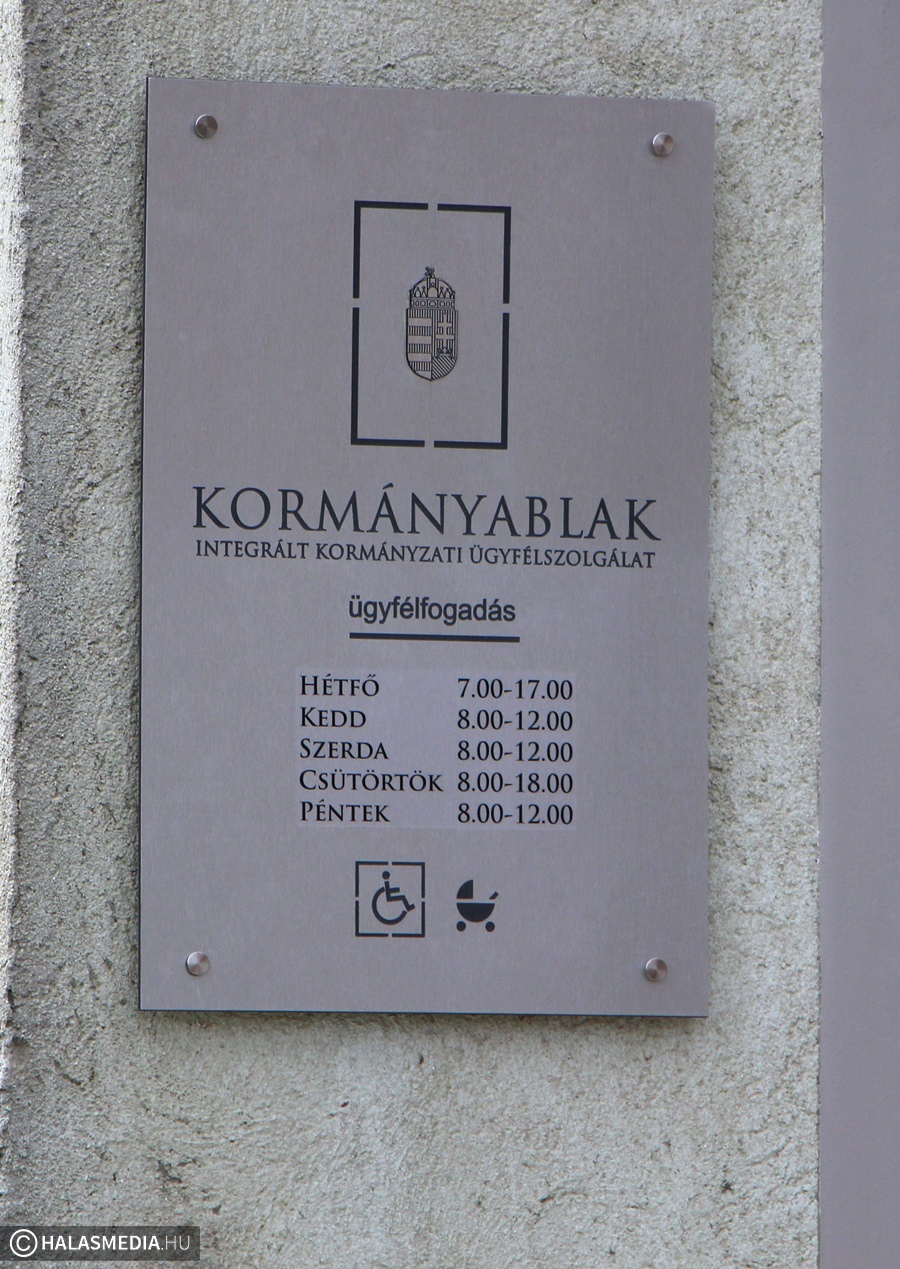 KORMÁNYABLAK
INTEGRÁLT KORMÁNYZATI ÜGYFÉLSZOLGÁLAT
ügyfélfogadás
HÉTFŐ 7.00-17.00
KEDD 8.00-12.00
SZERDA 8.00-12.00
CSÜTÖRTÖK 8.00-18.00
PÉNTEK 8.00-12.00
© HALASMEDIA.HU